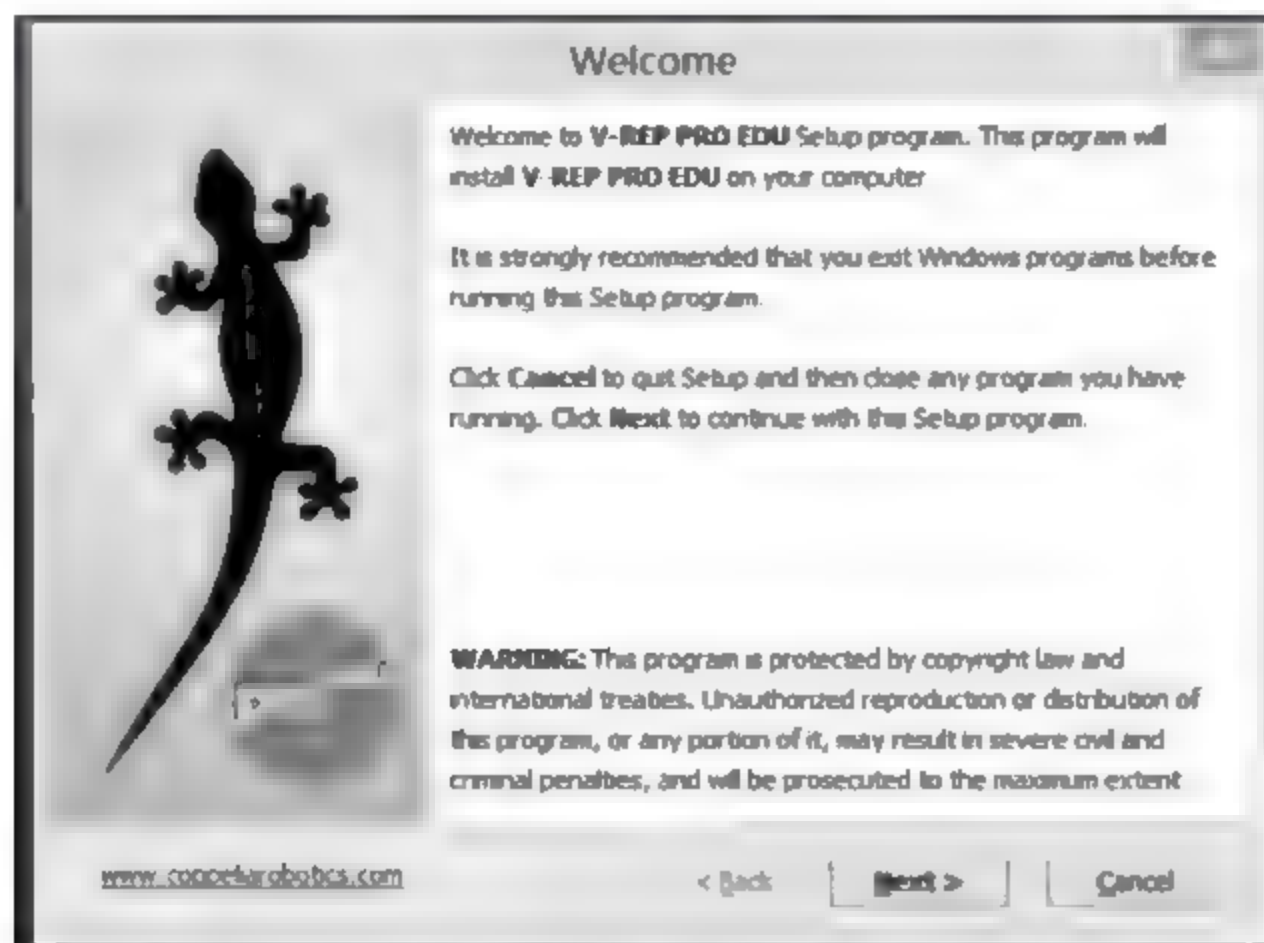 Welcome
Welcome to V-REP PRO EDU Setup program. This program will
install V-REP PRO EDU on your computer
It is strongly recommended that you exit Windows programs before
running this Setup program.
Click Cancel to quit Setup and then close any program you have
running. Click Next to continue with this Setup program.
WARNING: This program is protected by copyright law and
international treaties. Unauthorized reproduction or distribution of
this program, or any portion of it, may result in severe civil and
criminal penalties, and will be prosecuted to the maximum extent
www.coppeliarobotics.com
< Back Next > Cancel